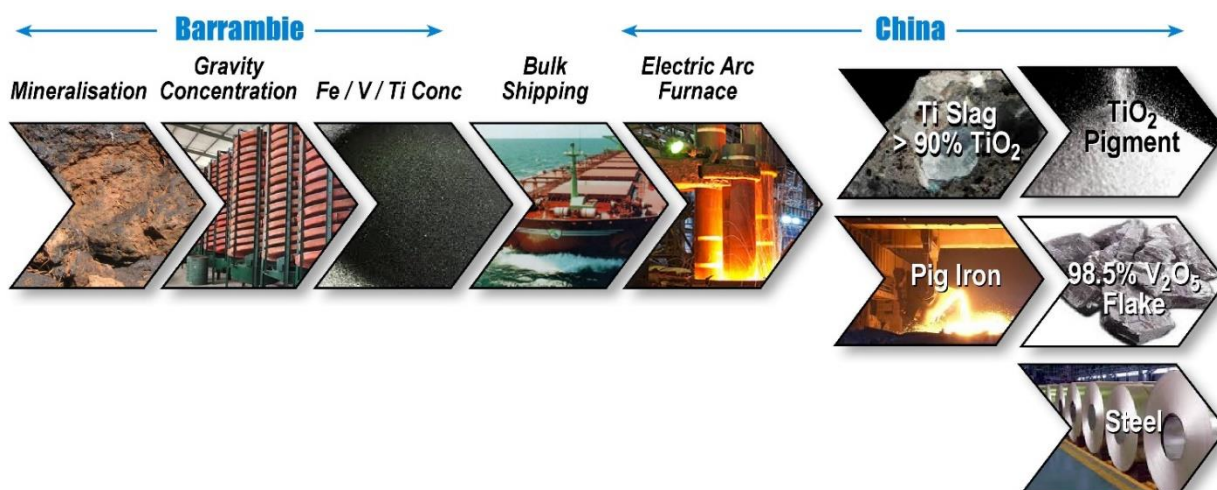 Barrambie
China
Mineralisation
Gravity
Concentration
Fe / V / Ti Conc
Bulk
Shipping
Electric Arc
Furnace
Ti Slag
> 90% TiO₂
TiO₂
Pigment
Pig Iron
98.5% V₂O₅
Flake
Steel